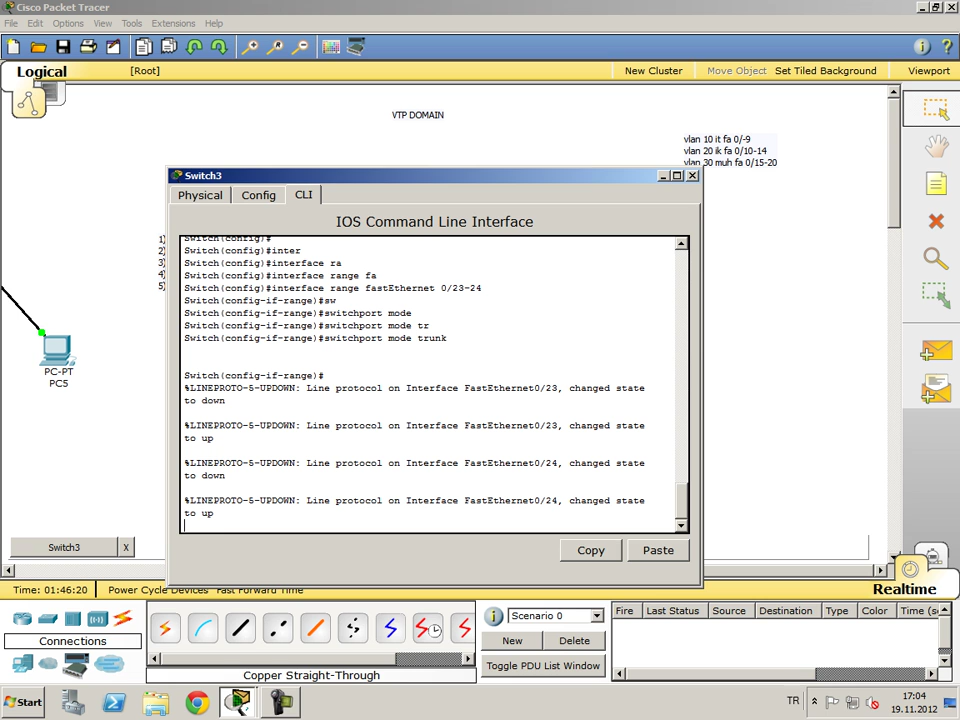 Cisco Packet Tracer
File Edit Options View Tools Extensions Help
Logical [Root] New Cluster Move Object Set Tiled Background Viewport
VTP DOMAIN
vlan 10 it fa 0/-9
vlan 20 ik fa 0/10-14
vlan 30 muh fa 0/15-20
Switch3
Physical Config CLI
IOS Command Line Interface
1)
2)
3)
4)
5)
Switch(config)#
Switch(config)#inter
Switch(config)#interface ra
Switch(config)#interface range fa
Switch(config)#interface range fastEthernet 0/23-24
Switch(config-if-range)#sw
Switch(config-if-range)#switchport mode
Switch(config-if-range)#switchport mode tr
Switch(config-if-range)#switchport mode trunk
Switch(config-if-range)#
%LINEPROTO-5-UPDOWN: Line protocol on Interface FastEthernet0/23, changed state
to down
%LINEPROTO-5-UPDOWN: Line protocol on Interface FastEthernet0/23, changed state
to up
%LINEPROTO-5-UPDOWN: Line protocol on Interface FastEthernet0/24, changed state
to down
%LINEPROTO-5-UPDOWN: Line protocol on Interface FastEthernet0/24, changed state
to up
Copy Paste
PC-PT
PC5
Switch3 X
Time: 01:46:20 Power Cycle Devices Fast Forward Time Realtime
Scenario 0
New Delete
Toggle PDU List Window
Fire Last Status Source Destination Type Color Time (se
Connections
Copper Straight-Through
Start TR 17:04
19.11.2012